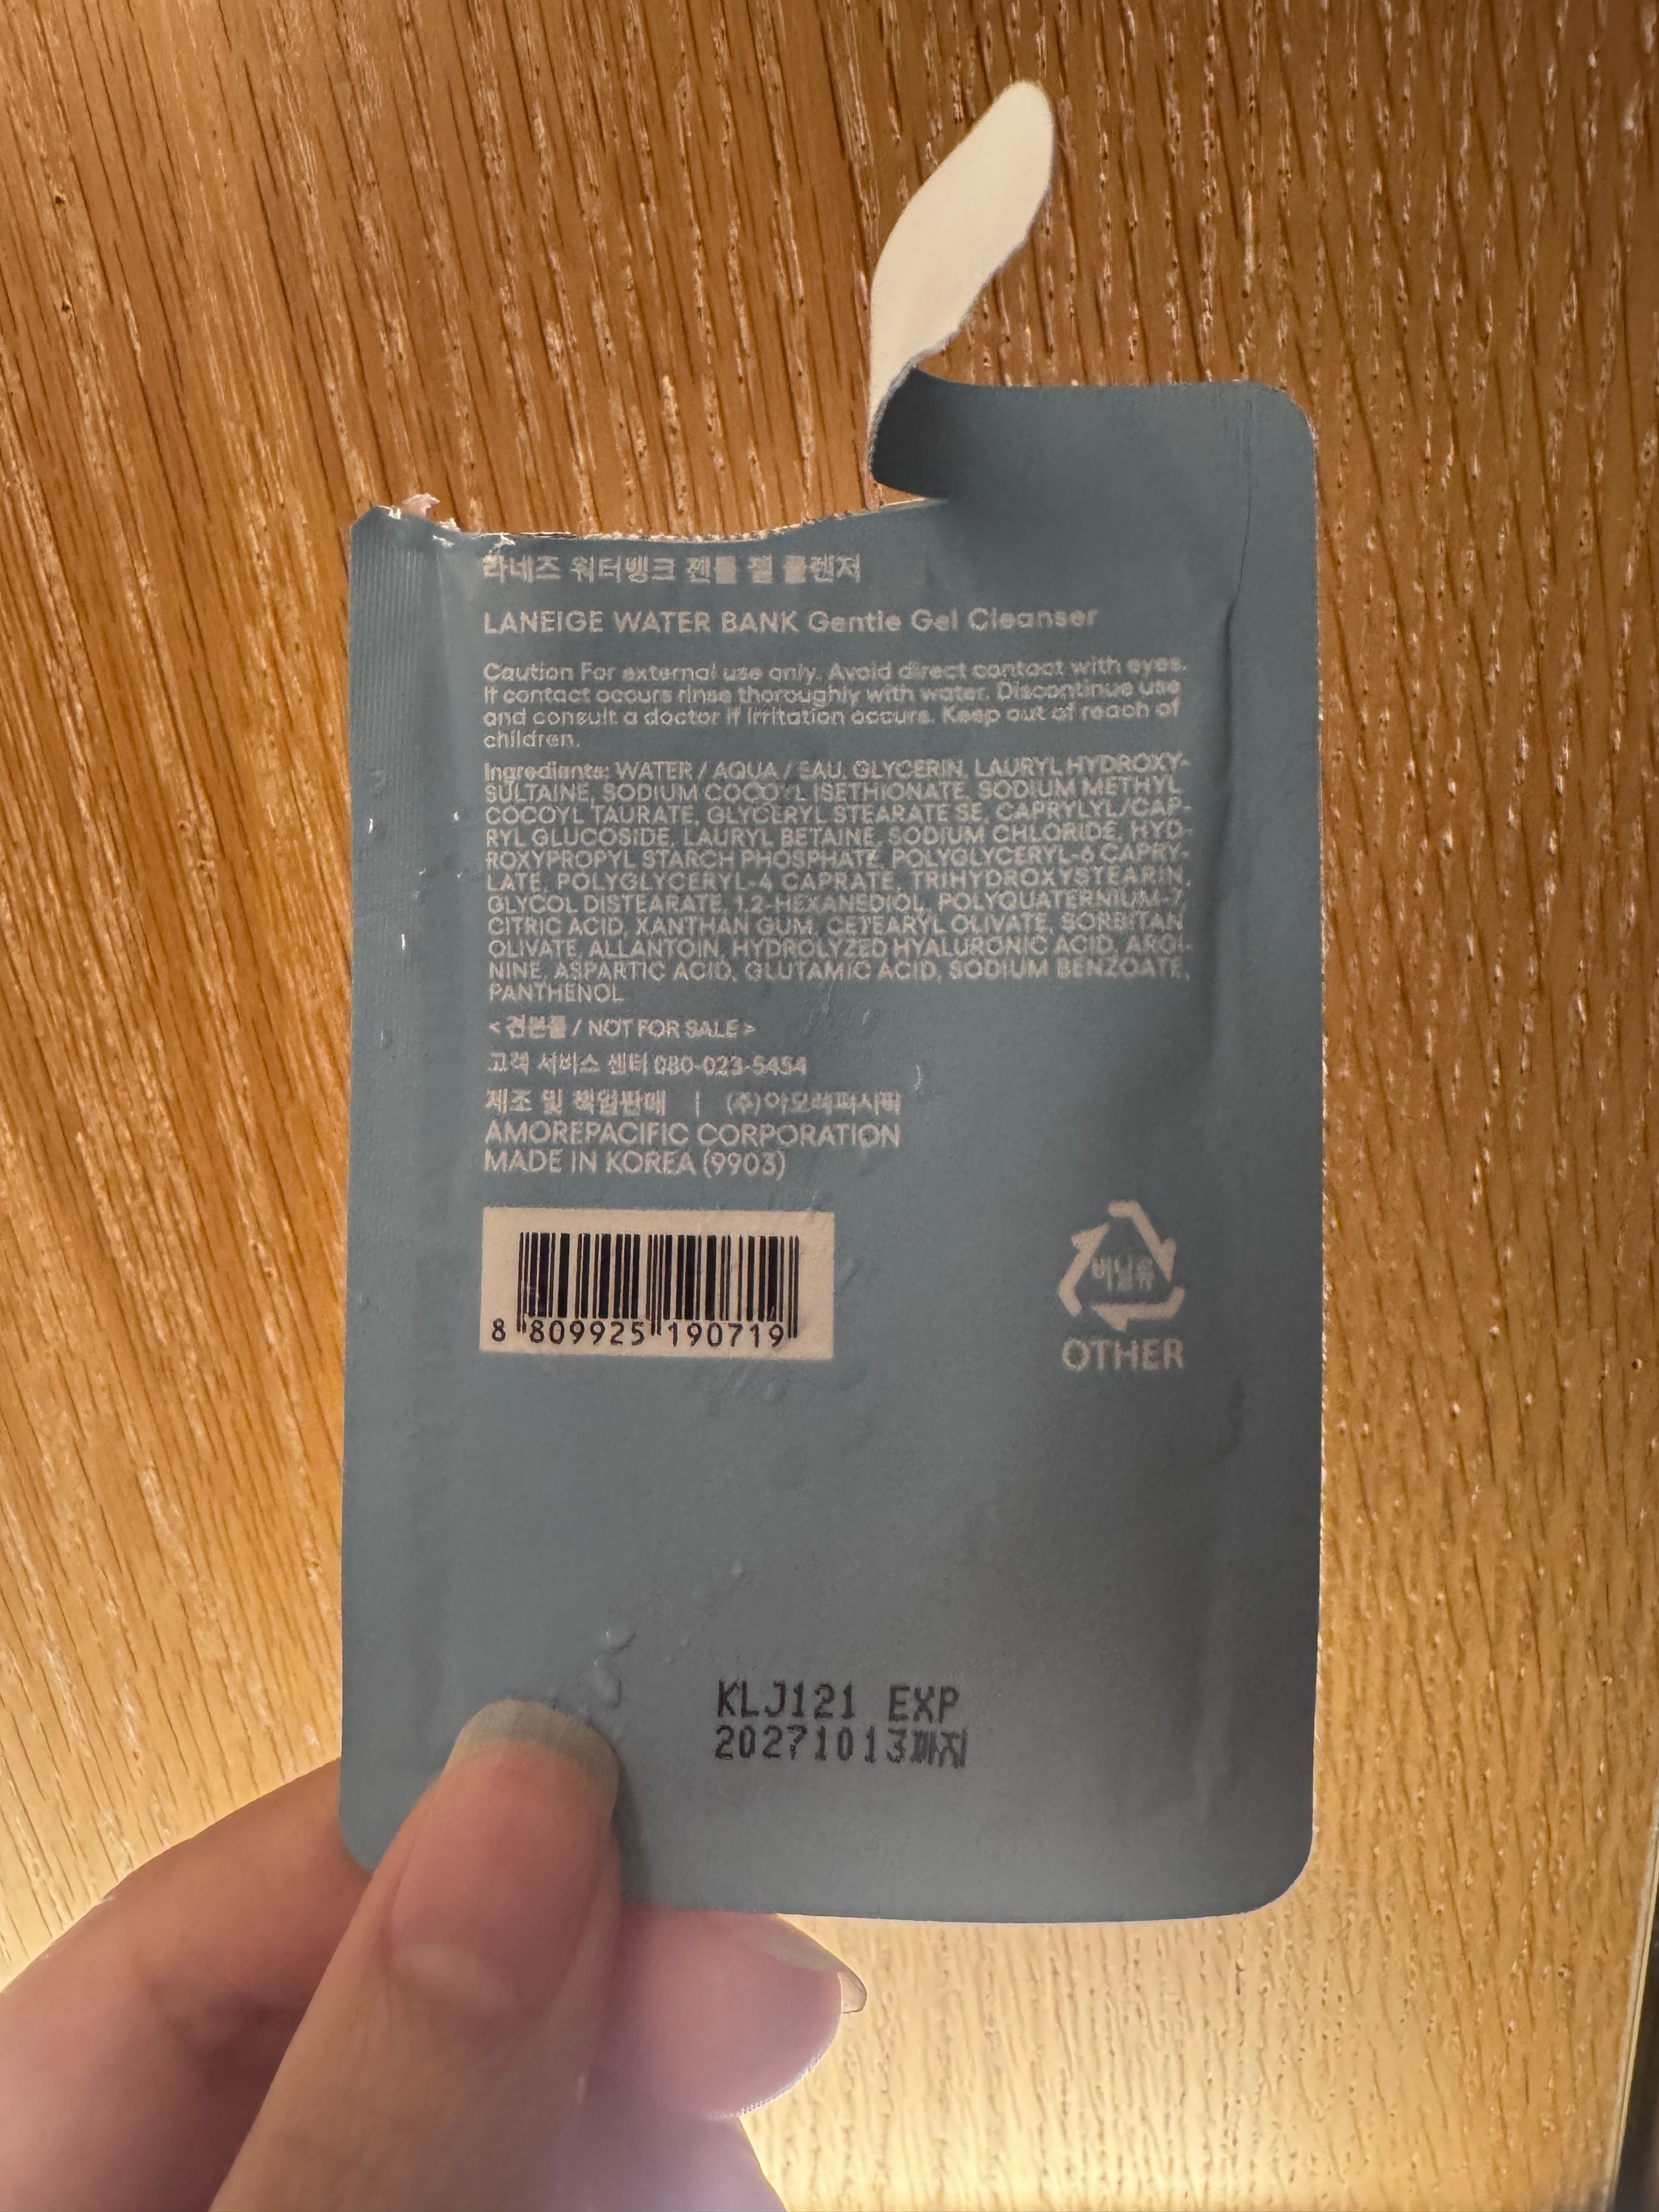 라네즈 워터뱅크 젠틀 젤 클렌저
LANEIGE WATER BANK Gentle Gel Cleanser
Caution For external use only. Avoid direct contact with eyes.
If contact occurs rinse thoroughly with water. Discontinue use
and consult a doctor if irritation occurs. Keep out of reach of
children.
Ingredients: WATER / AQUA / EAU, GLYCERIN, LAURYL HYDROXY-
SULTAINE, SODIUM COCOYL ISETHIONATE, SODIUM METHYL
COCOYL TAURATE, GLYCERYL STEARATE SE, CAPRYLYL/CAP-
RYL GLUCOSIDE, LAURYL BETAINE, SODIUM CHLORIDE, HYD-
ROXYPROPYL STARCH PHOSPHATE, POLYGLYCERYL-6 CAPRY-
LATE, POLYGLYCERYL-4 CAPRATE, TRIHYDROXYSTEARIN,
GLYCOL DISTEARATE, 1,2-HEXANEDIOL, POLYQUATERNIUM-7,
CITRIC ACID, XANTHAN GUM, CETEARYL OLIVATE, SORBITAN
OLIVATE, ALLANTOIN, HYDROLYZED HYALURONIC ACID, ARGI-
NINE, ASPARTIC ACID, GLUTAMIC ACID, SODIUM BENZOATE,
PANTHENOL
<견본품 / NOT FOR SALE>
고객 서비스 센터 080-023-5454
제조 및 책임판매 | (주)아모레퍼시픽
AMOREPACIFIC CORPORATION
MADE IN KOREA (9903)
8 809925 190719
비닐류
OTHER
KLJ121 EXP
20271013까지